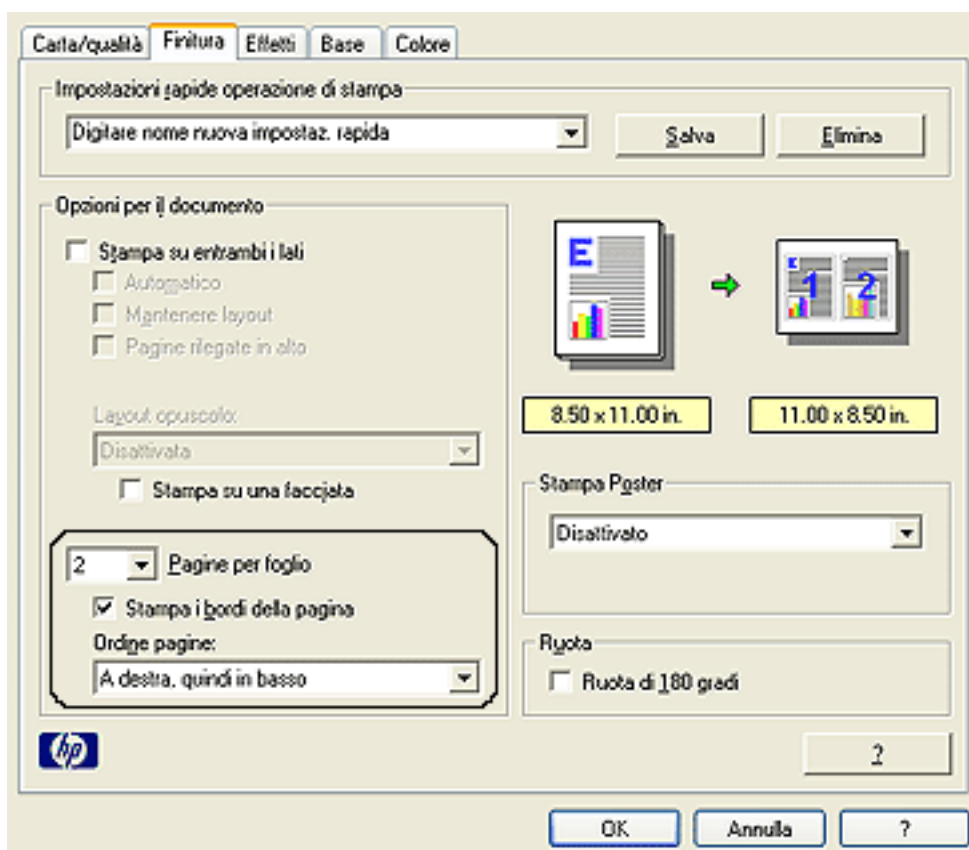 Carta/qualità Finitura Effetti Base Colore
Impostazioni rapide operazione di stampa
Digitare nome nuova impostaz. rapida Salva Elimina
Opzioni per il documento
Stampa su entrambi i lati
Automatico
Mantenere layout
Pagine rilegate in alto
Layout opuscolo:
Disattivata
Stampa su una facciata
2 Pagine per foglio
Stampa i bordi della pagina
Ordine pagine:
A destra, quindi in basso
E
1 2
8.50 x 11.00 in. 11.00 x 8.50 in.
Stampa Poster
Disattivato
Ruota
Ruota di 180 gradi
hp
?
OK Annulla ?